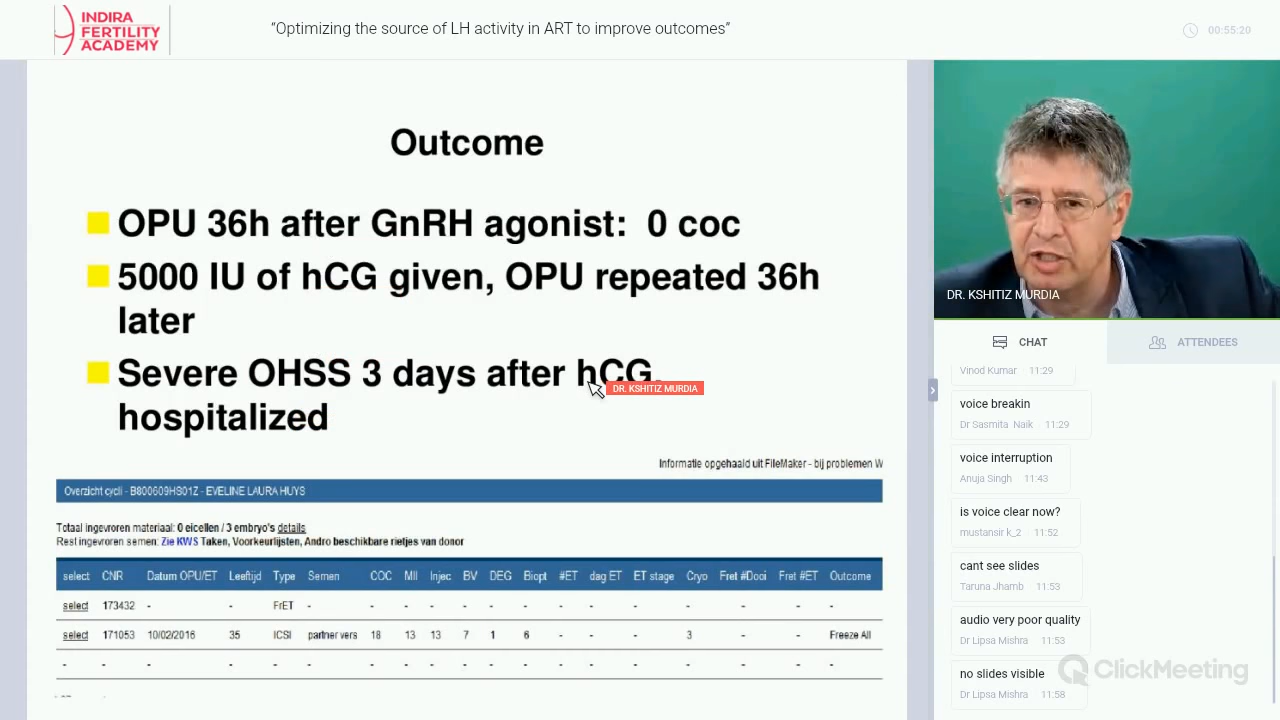 INDIRA
FERTILITY
ACADEMY
“Optimizing the source of LH activity in ART to improve outcomes”
00:55:20
Outcome
OPU 36h after GnRH agonist: 0 coc
5000 IU of hCG given, OPU repeated 36h
later
Severe OHSS 3 days after hCG,
hospitalized
DR. KSHITIZ MURDIA
Informatie opgehaald uit FileMaker - bij problemen W
Overzicht cycli - B800609HS01Z - EVELINE LAURA HUYS
Totaal ingevroren materiaal: 0 eicellen / 3 embryo's details
Rest ingevroren semen: Zie KWS Taken, Voorkeurlijsten, Andro beschikbare rietjes van donor
select CNR Datum OPU/ET Leeftijd Type Semen COC MII Injec BV DEG Biopt #ET dag ET ET stage Cryo Fret #Dooi Fret #ET Outcome
select 173432 - - FrET - - - - - - - - - - - - - -
select 171053 10/02/2016 35 ICSI partner vers 18 13 13 7 1 6 - - - 3 - - Freeze All
- - - - - - - - - - - - - - - - - - -
DR. KSHITIZ MURDIA
CHAT
ATTENDEES
Vinod Kumar 11:29
voice breakin
Dr Sasmita Naik 11:29
voice interruption
Anuja Singh 11:43
is voice clear now?
mustansir k_2 11:52
cant see slides
Taruna Jhamb 11:53
audio very poor quality
Dr Lipsa Mishra 11:53
no slides visible
Dr Lipsa Mishra 11:58
ClickMeeting